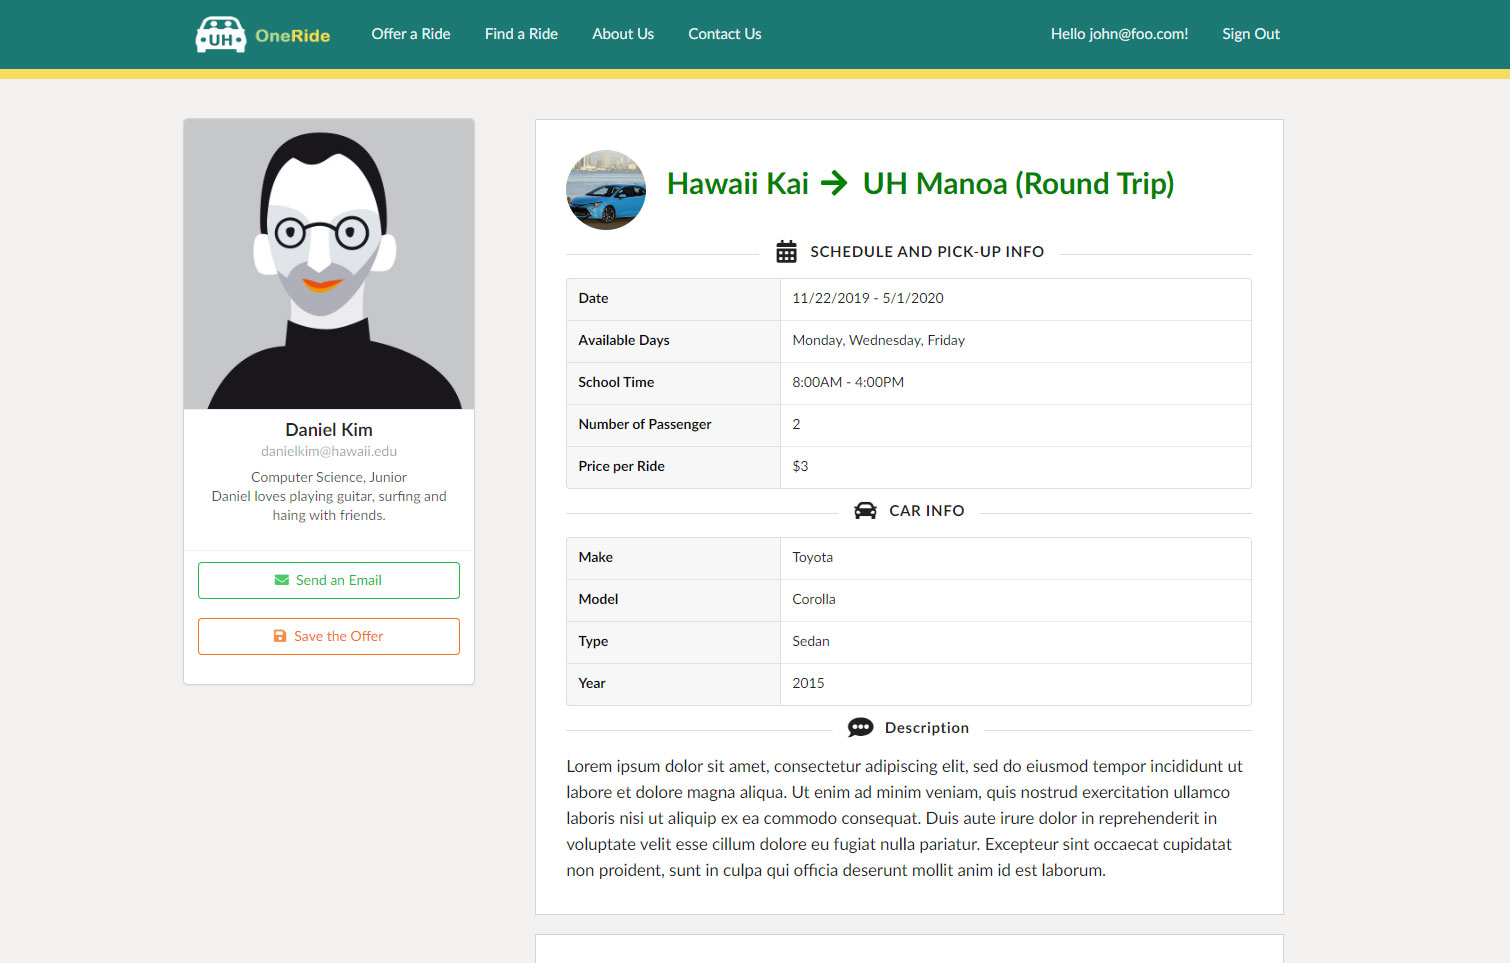 UH OneRide Offer a Ride Find a Ride About Us Contact Us Hello john@foo.com! Sign Out
Daniel Kim
danielkim@hawaii.edu
Computer Science, Junior
Daniel loves playing guitar, surfing and
haing with friends.
Send an Email
Save the Offer
Hawaii Kai → UH Manoa (Round Trip)
SCHEDULE AND PICK-UP INFO
Date 11/22/2019 - 5/1/2020
Available Days Monday, Wednesday, Friday
School Time 8:00AM - 4:00PM
Number of Passenger 2
Price per Ride $3
CAR INFO
Make Toyota
Model Corolla
Type Sedan
Year 2015
Description
Lorem ipsum dolor sit amet, consectetur adipiscing elit, sed do eiusmod tempor incididunt ut
labore et dolore magna aliqua. Ut enim ad minim veniam, quis nostrud exercitation ullamco
laboris nisi ut aliquip ex ea commodo consequat. Duis aute irure dolor in reprehenderit in
voluptate velit esse cillum dolore eu fugiat nulla pariatur. Excepteur sint occaecat cupidatat
non proident, sunt in culpa qui officia deserunt mollit anim id est laborum.